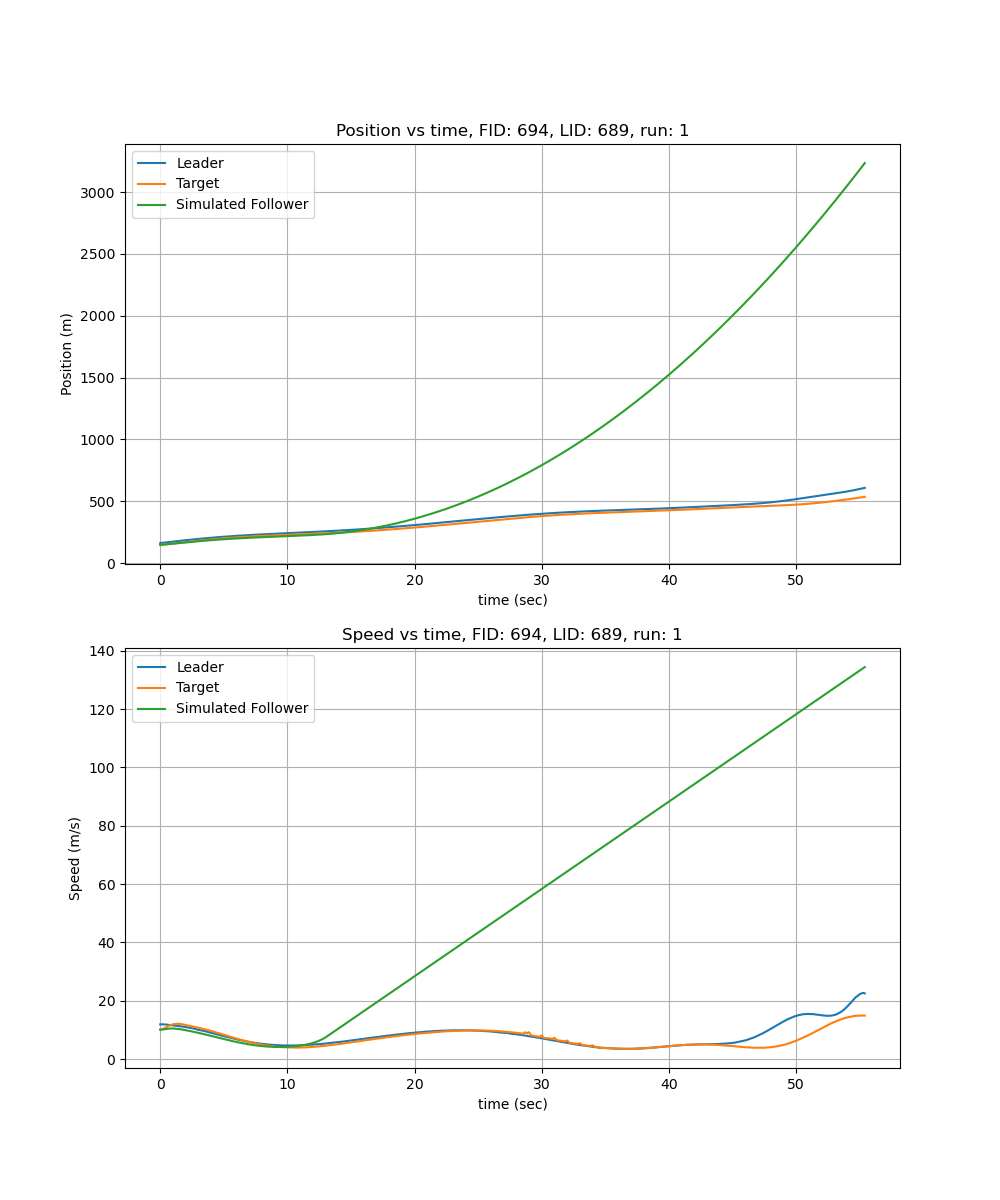 Position vs time, FID: 694, LID: 689, run: 1
Leader
Target
Simulated Follower
3000
2500
2000
1500
1000
500
0
Position (m)
0 10 20 30 40 50
time (sec)
Speed vs time, FID: 694, LID: 689, run: 1
Leader
Target
Simulated Follower
140
120
100
80
60
40
20
0
Speed (m/s)
0 10 20 30 40 50
time (sec)